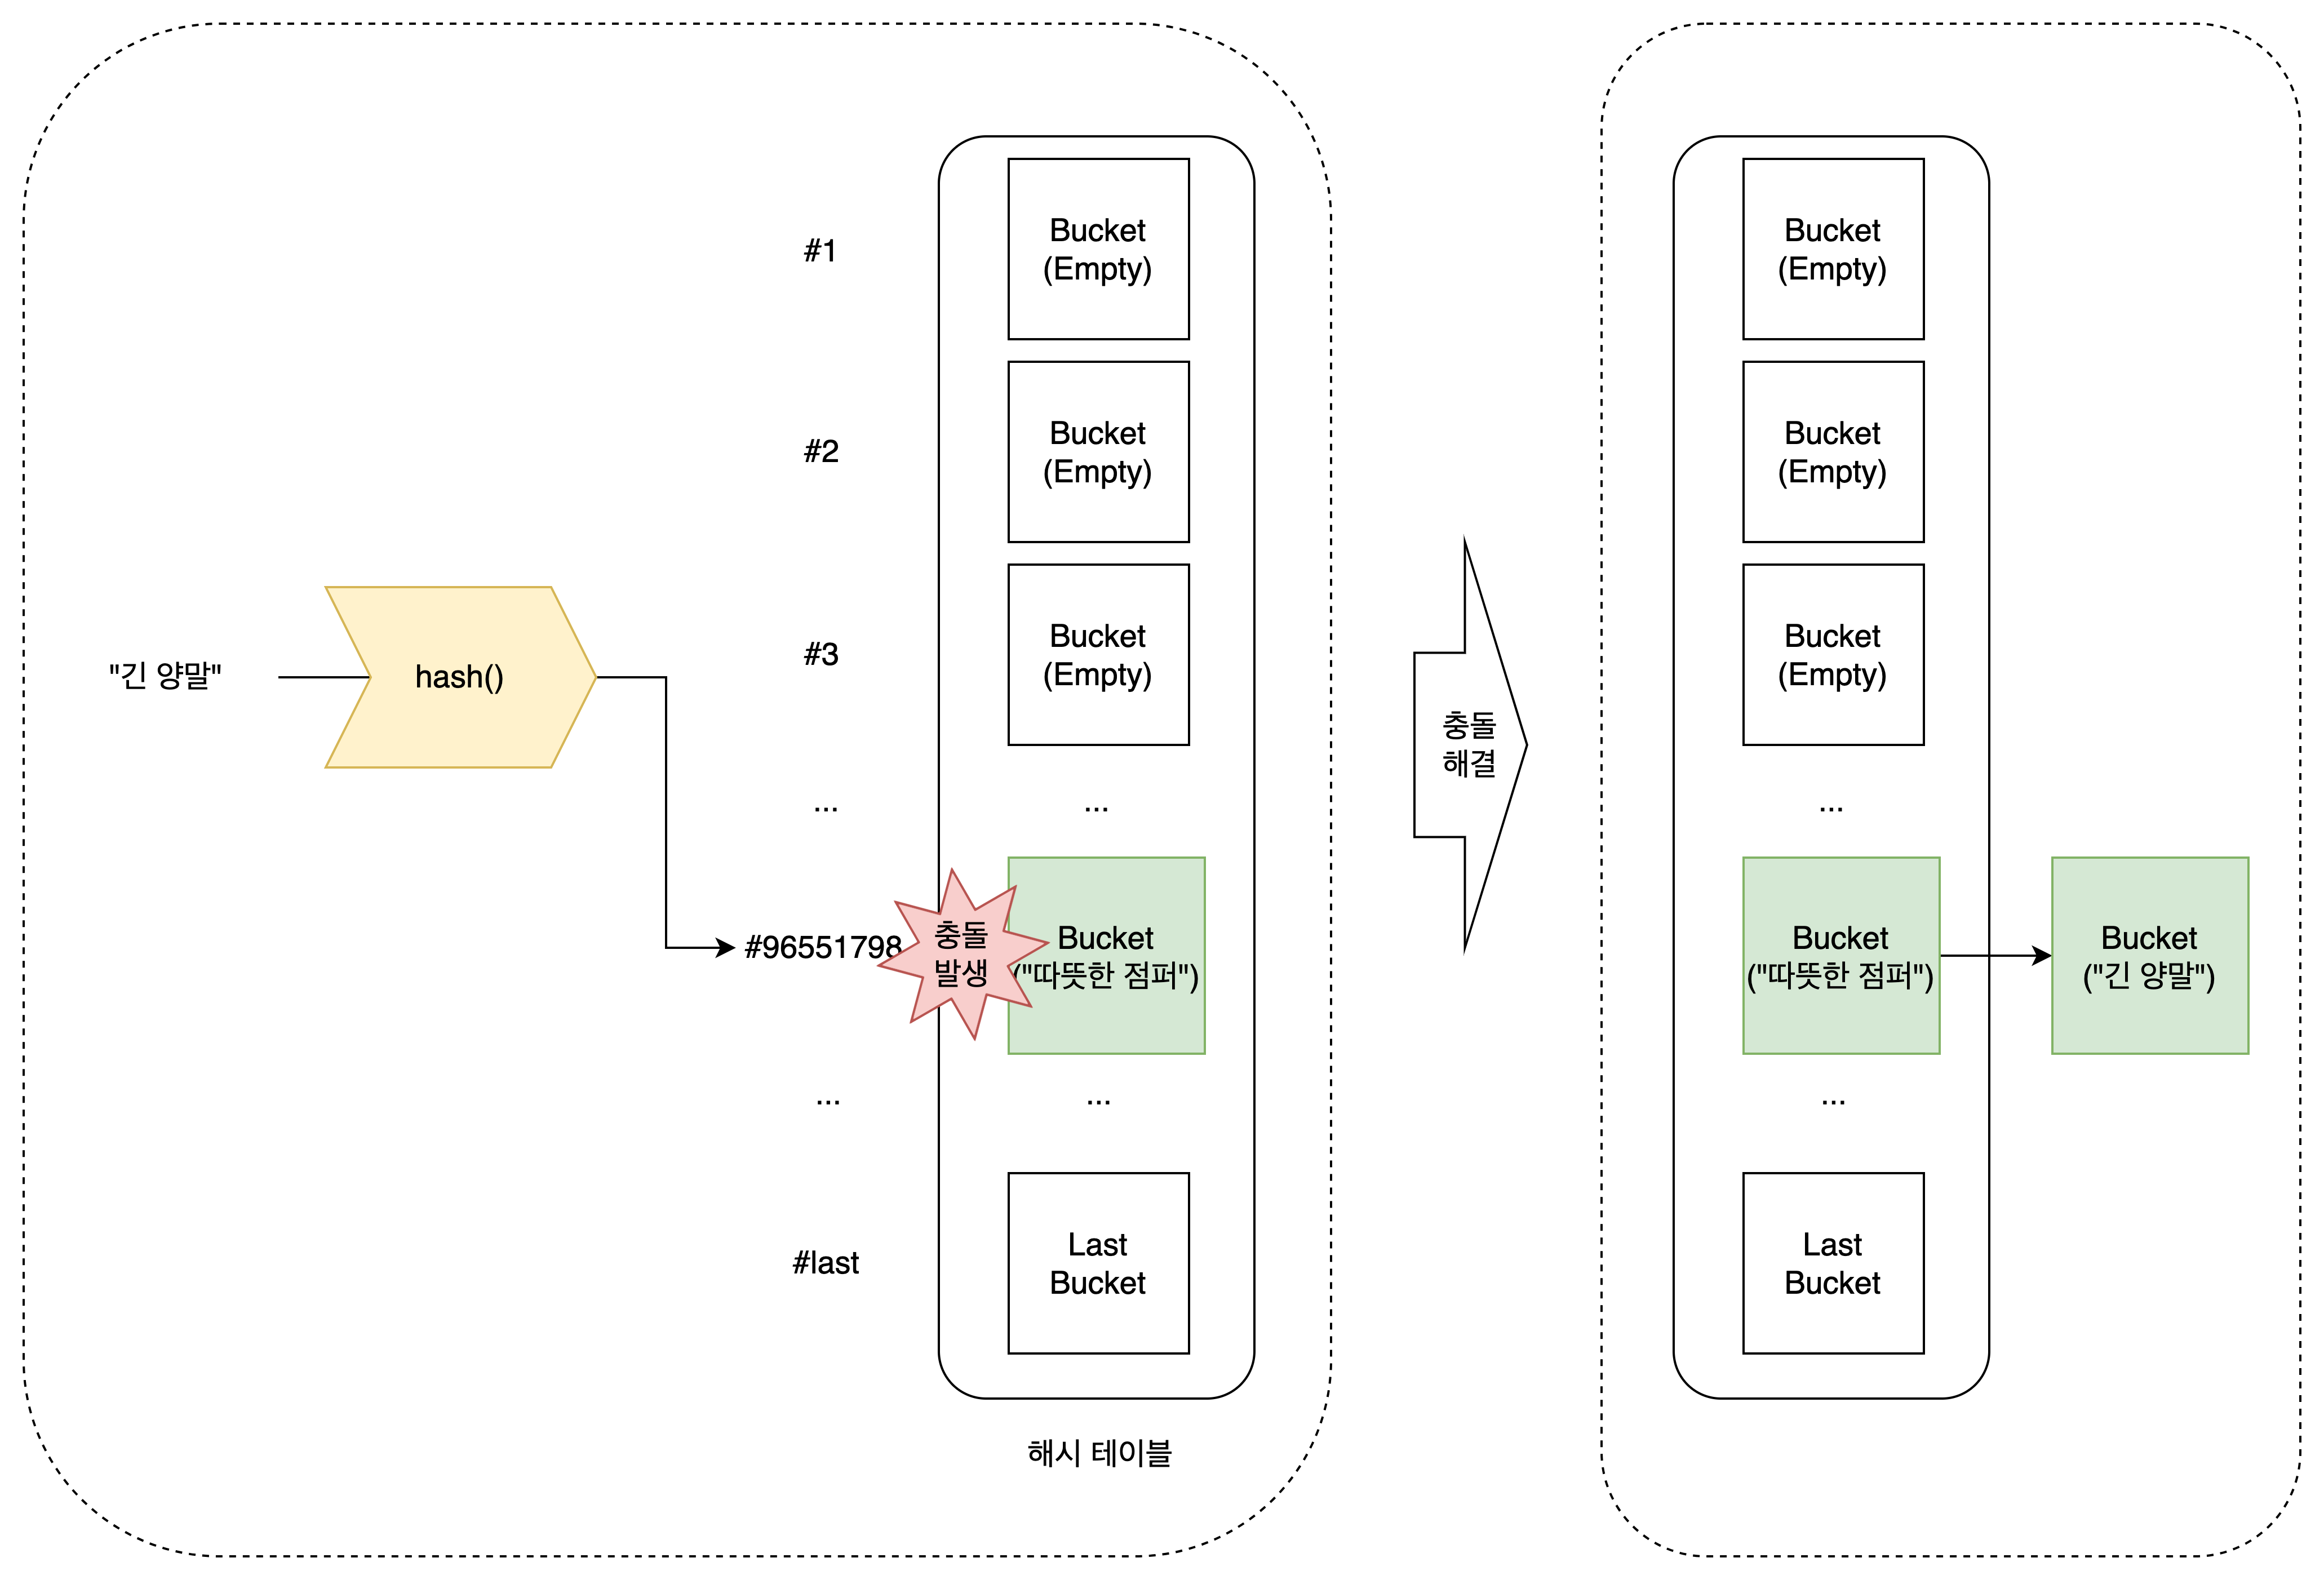 "긴 양말"
hash()
#1
Bucket
(Empty)
#2
Bucket
(Empty)
#3
Bucket
(Empty)
...
...
#96551798
충돌
발생
Bucket
("따뜻한 점퍼")
...
...
#last
Last
Bucket
해시 테이블
충돌
해결
Bucket
(Empty)
Bucket
(Empty)
Bucket
(Empty)
...
Bucket
("따뜻한 점퍼")
Bucket
("긴 양말")
...
Last
Bucket